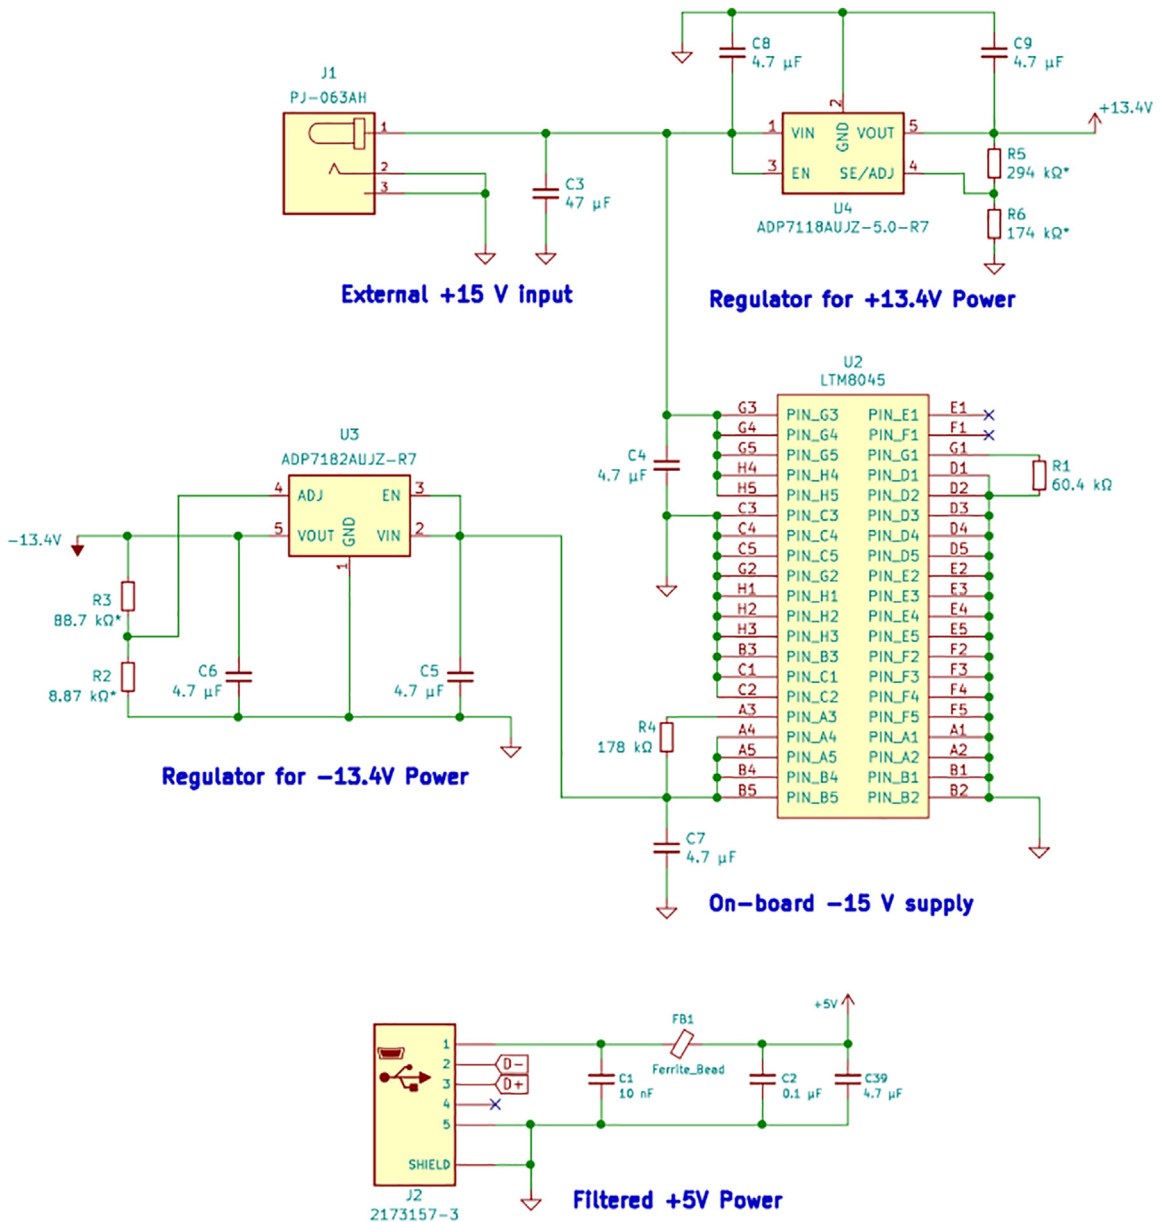 J1
PJ-063AH
1
2
3
C3
47 µF
External +15 V input
C8
4.7 µF
C9
4.7 µF
2
1
VIN
GND
VOUT
5
3
EN
SE/ADJ
4
U4
ADP7118AUJZ-5.0-R7
+13.4V
R5
294 kΩ*
R6
174 kΩ*
Regulator for +13.4V Power
U3
ADP7182AUJZ-R7
4
ADJ
EN
3
5
VOUT
GND
VIN
2
1
-13.4V
R3
88.7 kΩ*
R2
8.87 kΩ*
C6
4.7 µF
C5
4.7 µF
Regulator for -13.4V Power
U2
LTM8045
C4
4.7 µF
G3 PIN_G3 PIN_E1 E1
G4 PIN_G4 PIN_F1 F1
G5 PIN_G5 PIN_G1 G1
H4 PIN_H4 PIN_D1 D1
H5 PIN_H5 PIN_D2 D2
C3 PIN_C3 PIN_D3 D3
C4 PIN_C4 PIN_D4 D4
C5 PIN_C5 PIN_D5 D5
G2 PIN_G2 PIN_E2 E2
H1 PIN_H1 PIN_E3 E3
H2 PIN_H2 PIN_E4 E4
H3 PIN_H3 PIN_E5 E5
B3 PIN_B3 PIN_F2 F2
C1 PIN_C1 PIN_F3 F3
C2 PIN_C2 PIN_F4 F4
A3 PIN_A3 PIN_F5 F5
A4 PIN_A4 PIN_A1 A1
A5 PIN_A5 PIN_A2 A2
B4 PIN_B4 PIN_B1 B1
B5 PIN_B5 PIN_B2 B2
R1
60.4 kΩ
R4
178 kΩ
C7
4.7 µF
On-board -15 V supply
1
2
D-
3
D+
4
5
SHIELD
J2
2173157-3
C1
10 nF
FB1
Ferrite_Bead
C2
0.1 µF
+5V
C39
4.7 µF
Filtered +5V Power